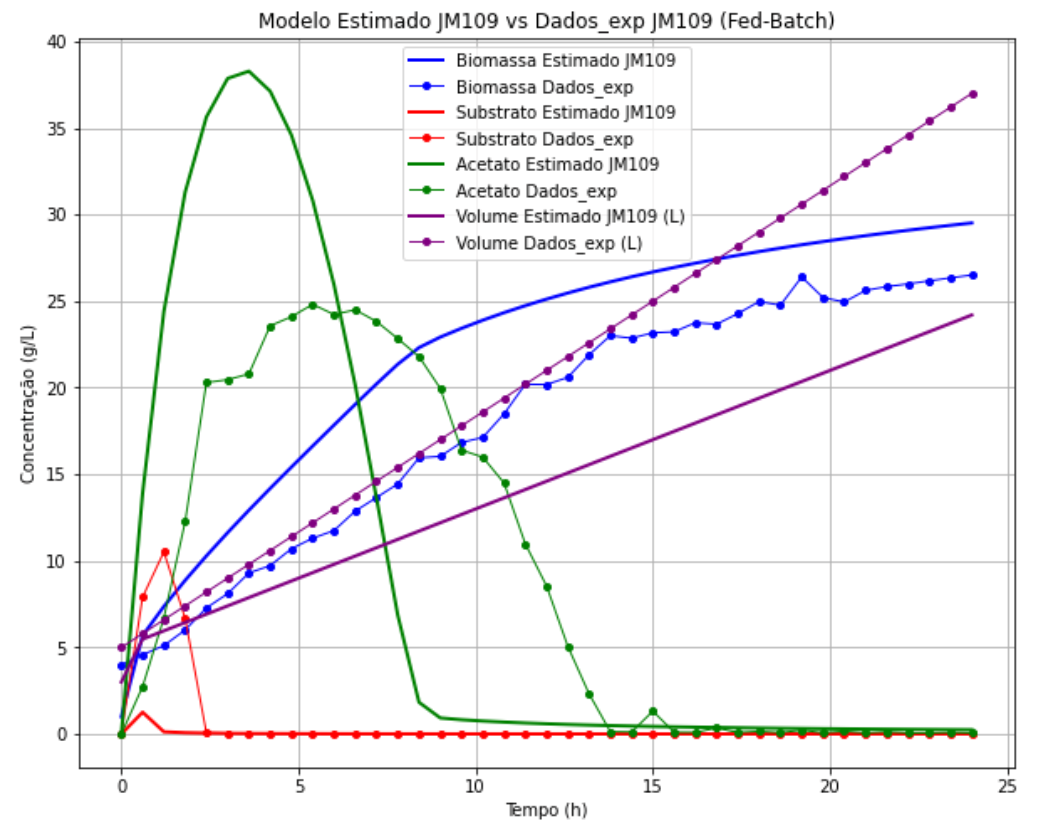 Modelo Estimado JM109 vs Dados_exp JM109 (Fed-Batch)
Biomassa Estimado JM109
Biomassa Dados_exp
Substrato Estimado JM109
Substrato Dados_exp
Acetato Estimado JM109
Acetato Dados_exp
Volume Estimado JM109 (L)
Volume Dados_exp (L)
Concentração (g/L)
40
35
30
25
20
15
10
5
0
0
5
10
15
20
25
Tempo (h)